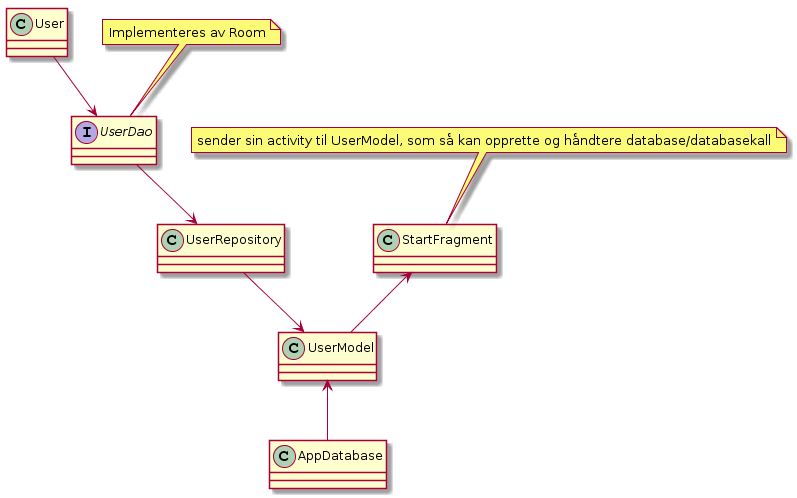 C User
Implementeres av Room
I UserDao
sender sin activity til UserModel, som så kan opprette og håndtere database/databasekall
C UserRepository
C StartFragment
C UserModel
C AppDatabase